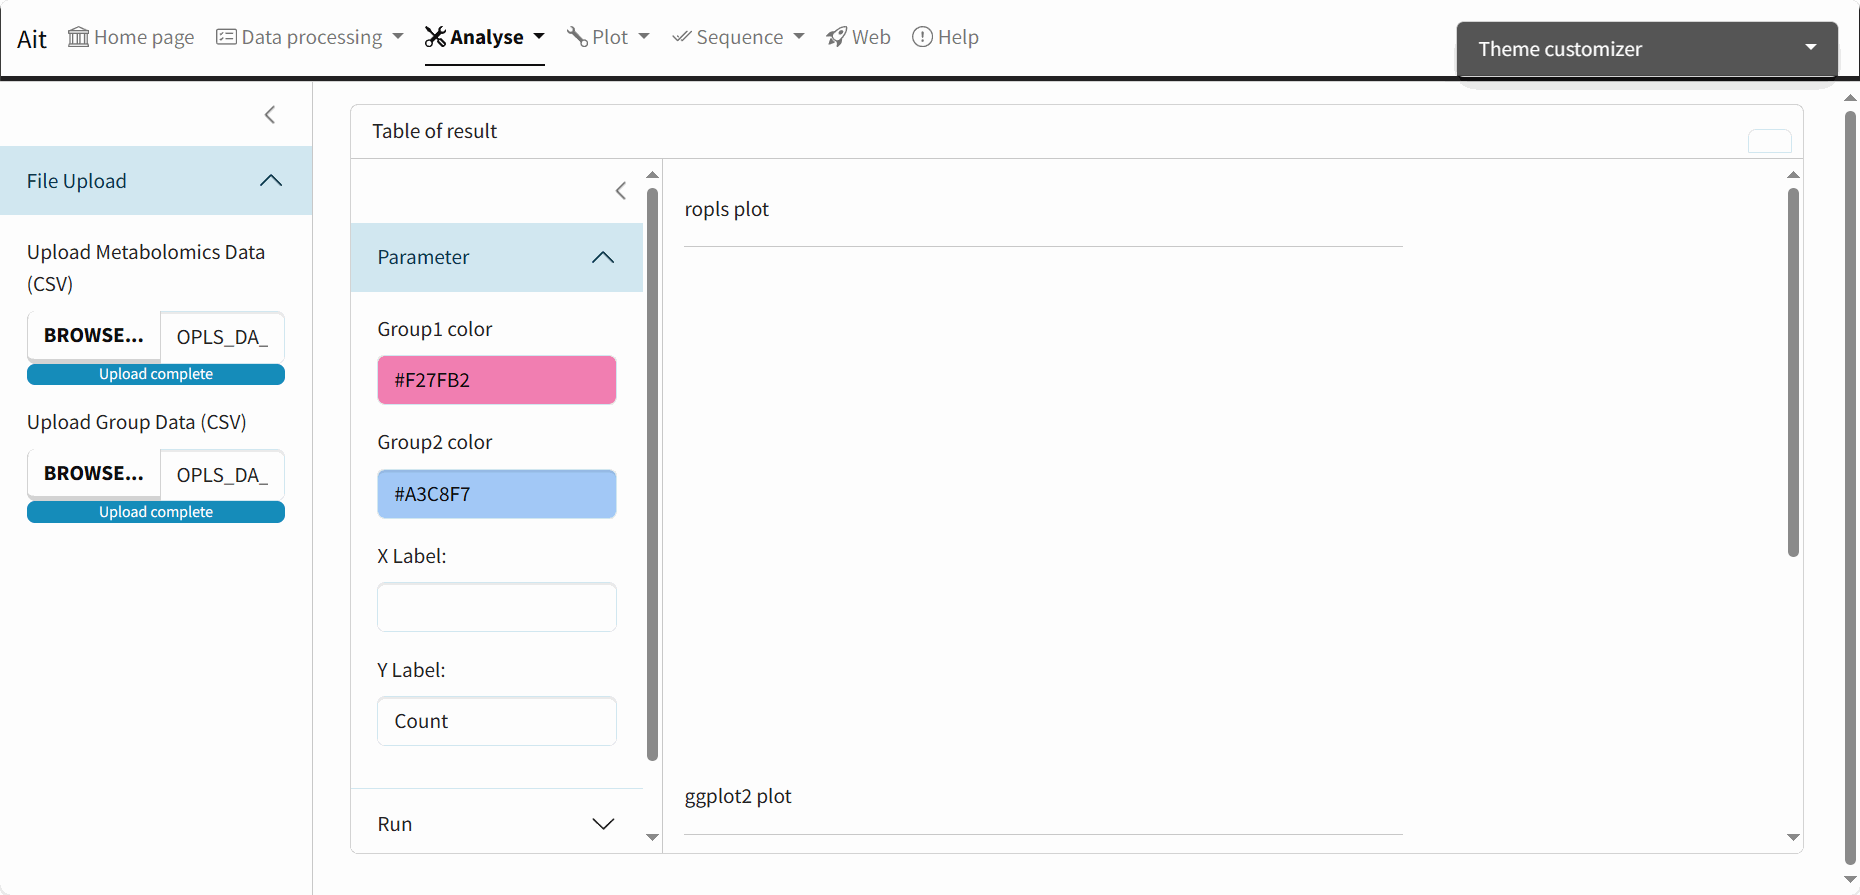 Ait Home page Data processing Analyse Plot Sequence Web Help
Theme customizer
File Upload
Upload Metabolomics Data
(CSV)
BROWSE... OPLS_DA_
Upload complete
Upload Group Data (CSV)
BROWSE... OPLS_DA_
Upload complete
Table of result
Parameter
Group1 color
#F27FB2
Group2 color
#A3C8F7
X Label:
Y Label:
Count
Run
ropls plot
ggplot2 plot